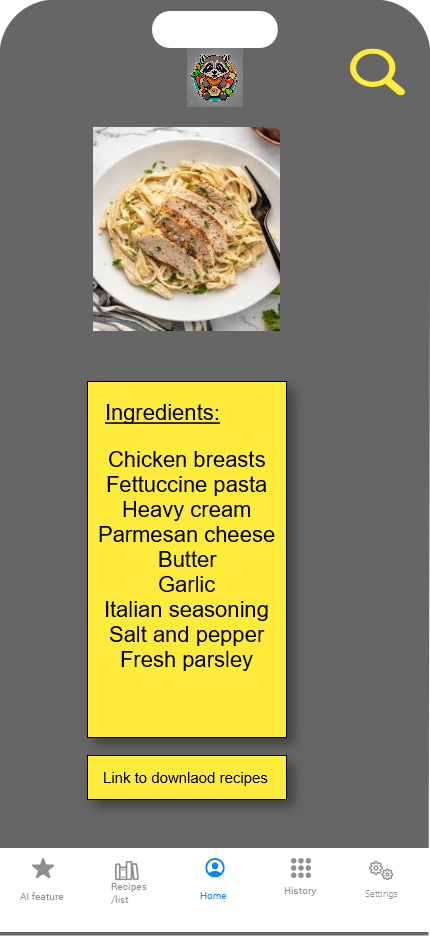 Ingredients:
Chicken breasts
Fettuccine pasta
Heavy cream
Parmesan cheese
Butter
Garlic
Italian seasoning
Salt and pepper
Fresh parsley
Link to downlaod recipes
AI feature
Recipes
/list
Home
History
Settings